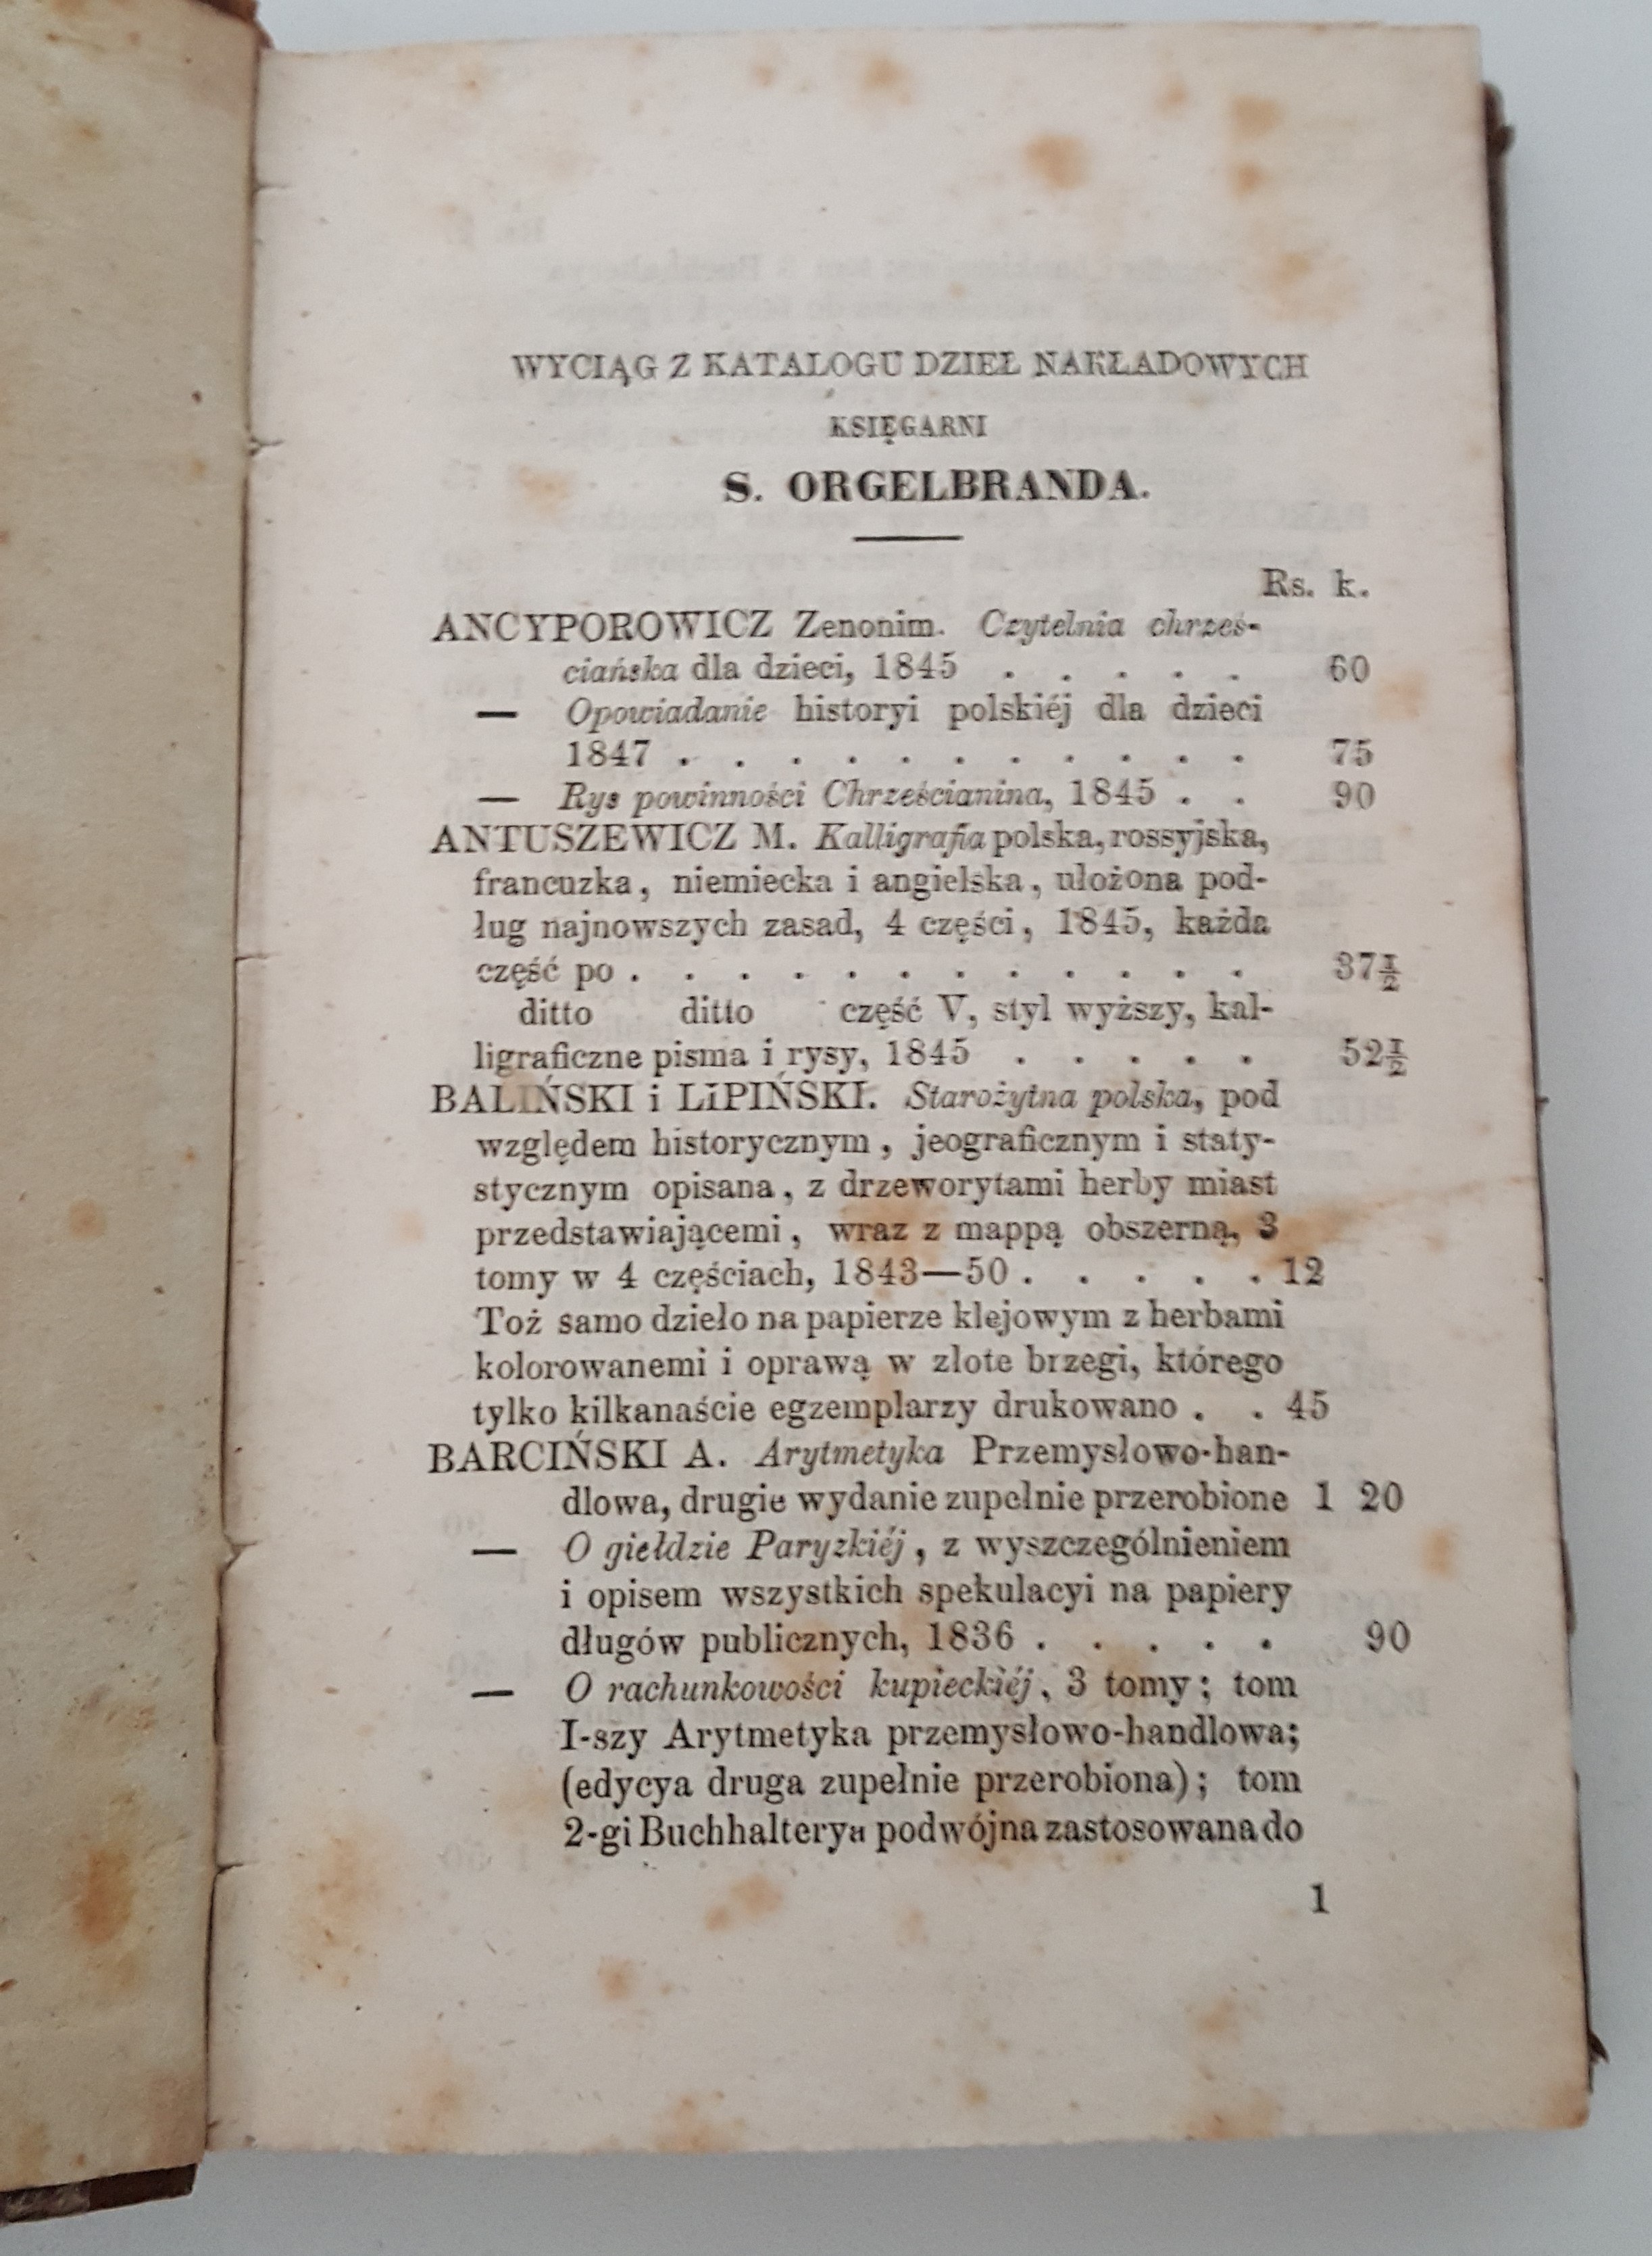 WYCIĄG Z KATALOGU DZIEŁ NAKŁADOWYCH
KSIĘGARNI
S. ORGELBRANDA.
Rs. k.
ANCYPOROWICZ Zenonim. Czytelnia chrześ-
ciańska dla dzieci, 1845 . . . . . 60
— Opowiadanie historyi polskiéj dla dzieci
1847 . . . . . . . . . . . 75
— Rys powinności Chrześcianina, 1845 . . 90
ANTUSZEWICZ M. Kalligrafia polska, rossyjska,
francuzka, niemiecka i angielska, ułożona pod-
ług najnowszych zasad, 4 części, 1845, każda
część po . . . . . . . . . . . . 37½
ditto ditto część V, styl wyższy, kal-
ligraficzne pisma i rysy, 1845 . . . . . 52½
BALIŃSKI i LIPIŃSKI. Starożytna polska, pod
względem historycznym, jeograficznym i staty-
stycznym opisana, z drzeworytami herby miast
przedstawiającemi, wraz z mappą obszerną, 3
tomy w 4 częściach, 1843—50 . . . . . 12
Toż samo dzieło na papierze klejowym z herbami
kolorowanemi i oprawą w złote brzegi, którego
tylko kilkanaście egzemplarzy drukowano . . 45
BARCIŃSKI A. Arytmetyka Przemysłowo-han-
dlowa, drugie wydanie zupełnie przerobione 1 20
— O giełdzie Paryzkiéj, z wyszczególnieniem
i opisem wszystkich spekulacyi na papiery
długów publicznych, 1836 . . . . . 90
— O rachunkowości kupieckiéj, 3 tomy; tom
I-szy Arytmetyka przemysłowo-handlowa;
(edycya druga zupełnie przerobiona); tom
2-gi Buchhalterya podwójna zastosowana do
1